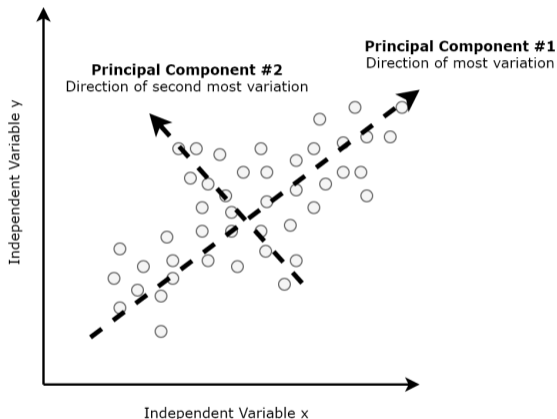 Principal Component #1
Direction of most variation
Principal Component #2
Direction of second most variation
Independent Variable y
Independent Variable x